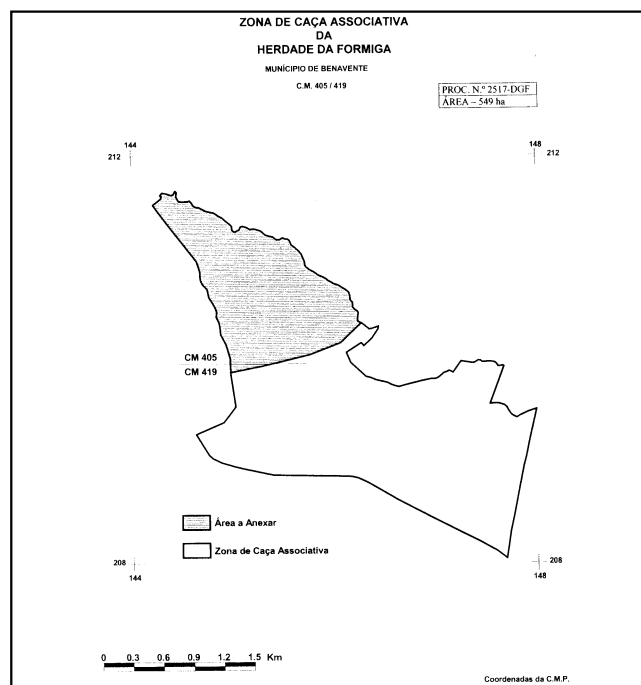 ZONA DE CAÇA ASSOCIATIVA
DA
HERDADE DA FORMIGA
MUNÍCIPIO DE BENAVENTE
C.M. 405 / 419
PROC. N.º 2517-DGF
ÁREA – 549 ha
144
212
148
212
CM 405
CM 419
Área a Anexar
Zona de Caça Associativa
208
144
208
148
0 0.3 0.6 0.9 1.2 1.5 Km
Coordenadas da C.M.P.